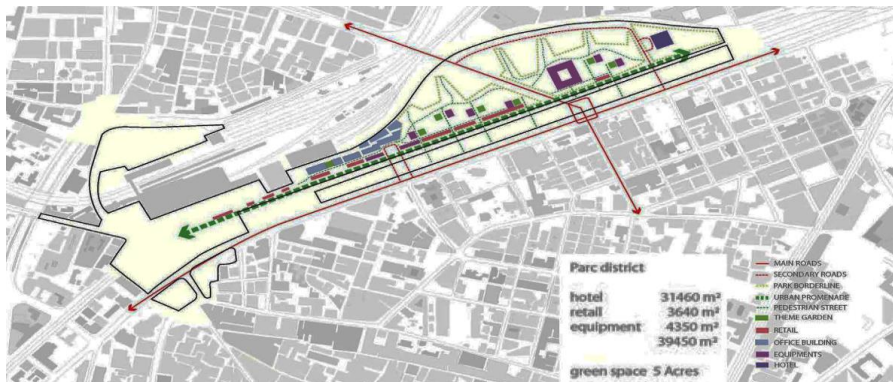 Parc district
hotel 31460 m²
retail 3640 m²
equipment 4350 m²
39450 m²
green space 5 Acres
MAIN ROADS
SECONDARY ROADS
PARK BORDERLINE
URBAN PROMENADE
PEDESTRIAN STREET
THEME GARDEN
RETAIL
OFFICE BUILDING
EQUIPMENTS
HOTEL